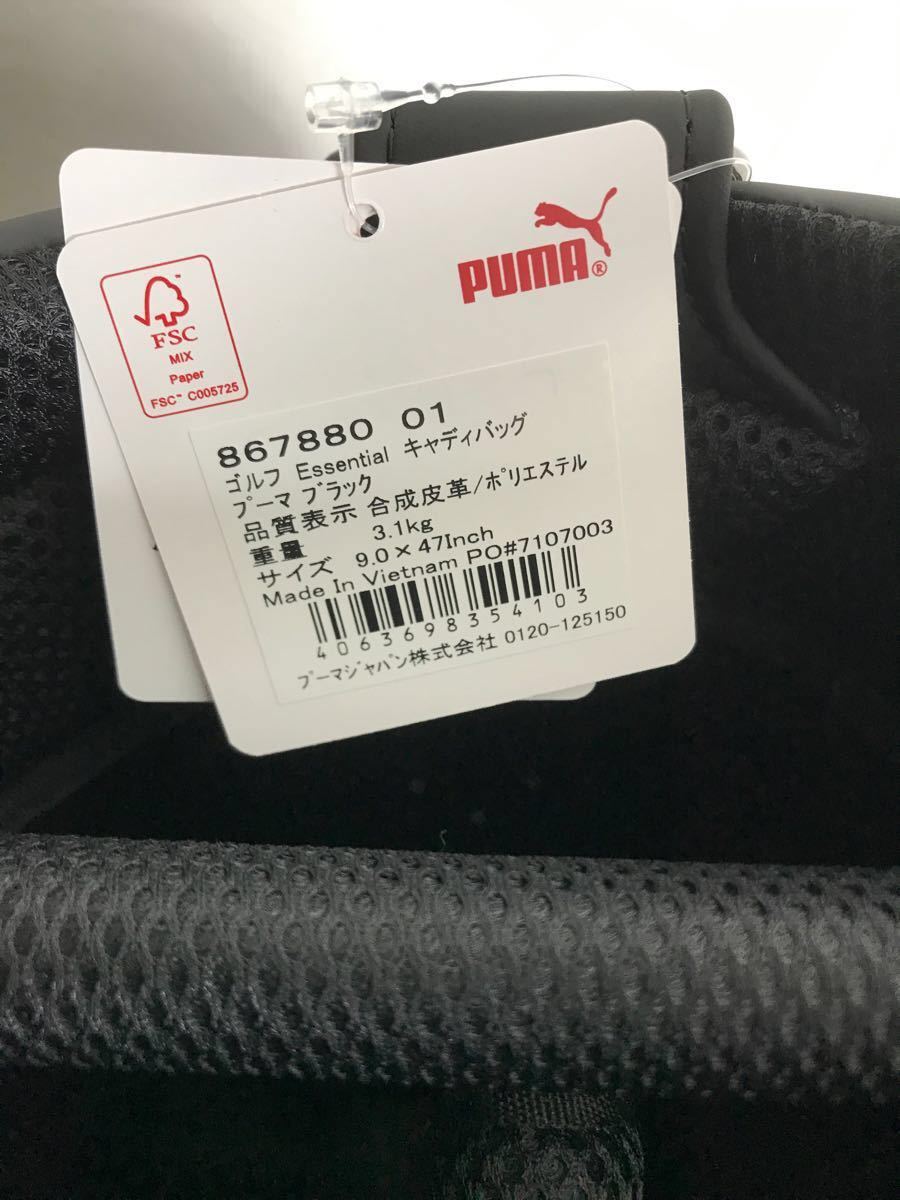 PUMA®
FSC
MIX
Paper
FSC™ C005725
867880 01
ゴルフ Essential キャディバッグ
プーマ ブラック
品質表示 合成皮革/ポリエステル
重量 3.1kg
サイズ 9.0×47Inch
Made In Vietnam PO#7107003
4063698354103
プーマジャパン株式会社 0120-125150